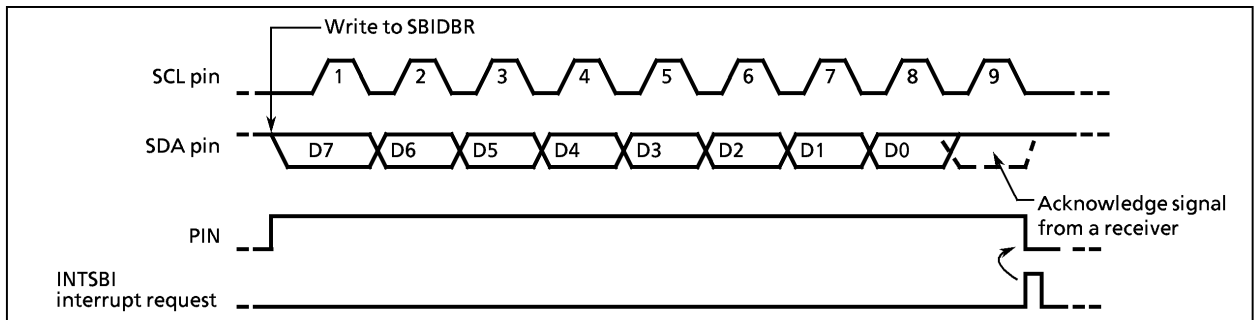 Write to SBIDBR
SCL pin
1 2 3 4 5 6 7 8 9
SDA pin
D7 D6 D5 D4 D3 D2 D1 D0
Acknowledge signal
from a receiver
PIN
INTSBI
interrupt request